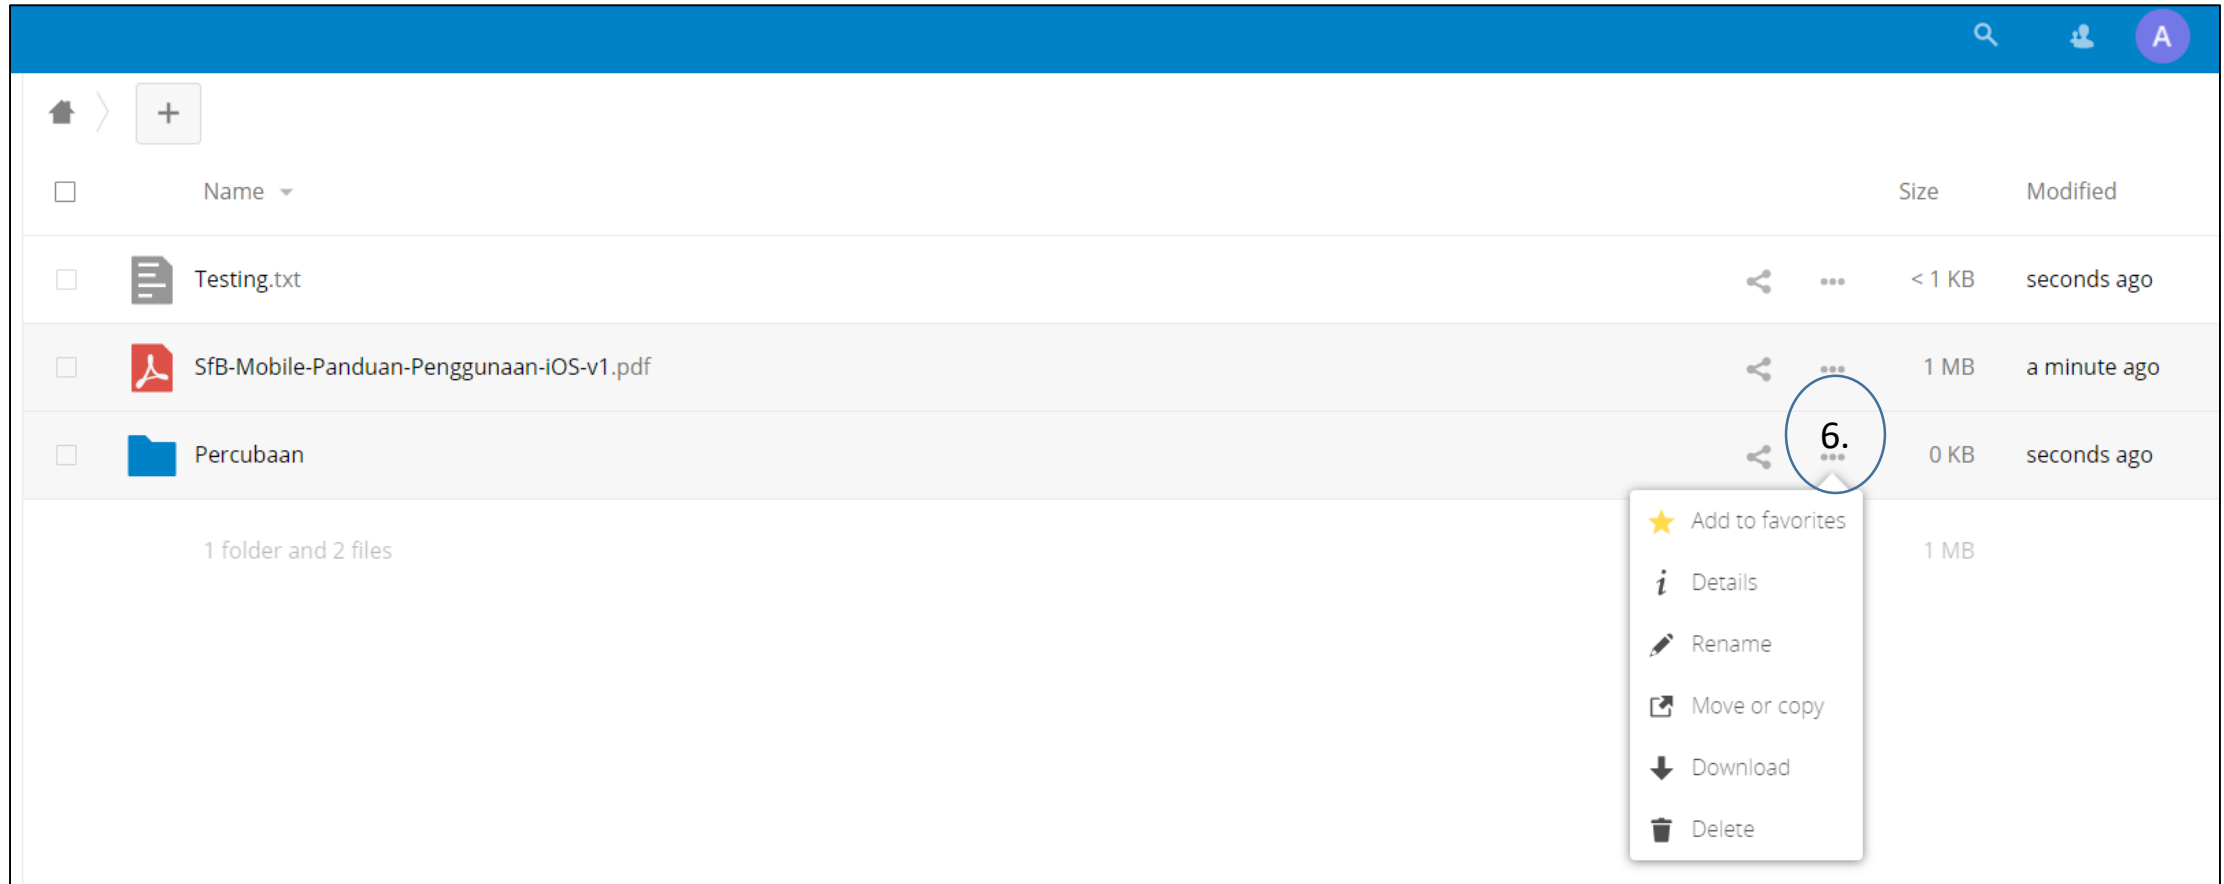 A
+
Name
Size
Modified
Testing.txt
< 1 KB
seconds ago
SfB-Mobile-Panduan-Penggunaan-iOS-v1.pdf
1 MB
a minute ago
Percubaan
6.
0 KB
seconds ago
1 folder and 2 files
1 MB
Add to favorites
Details
Rename
Move or copy
Download
Delete